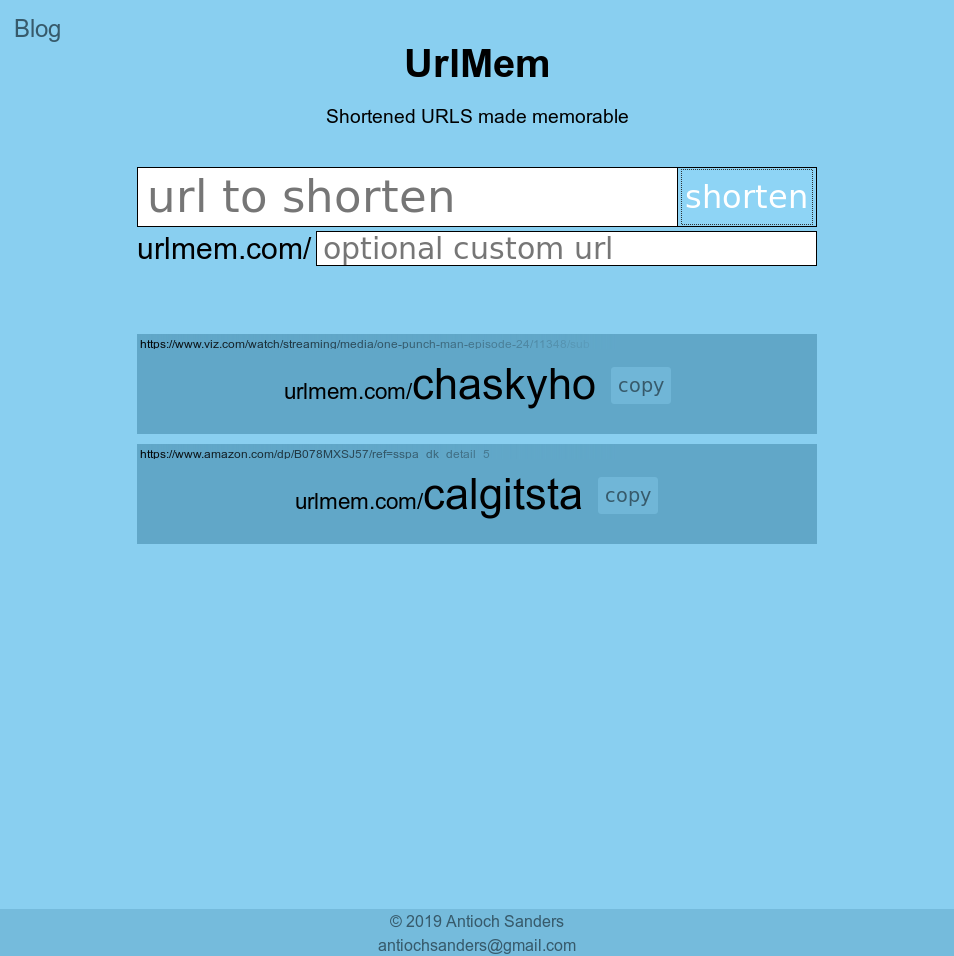 Blog
UrlMem
Shortened URLS made memorable
url to shorten shorten
urlmem.com/ optional custom url
https://www.viz.com/watch/streaming/media/one-punch-man-episode-24/11348/sub
urlmem.com/chaskyho copy
https://www.amazon.com/dp/B078MXSJ57/ref=sspa_dk_detail_5
urlmem.com/calgitsta copy
© 2019 Antioch Sanders
antiochsanders@gmail.com